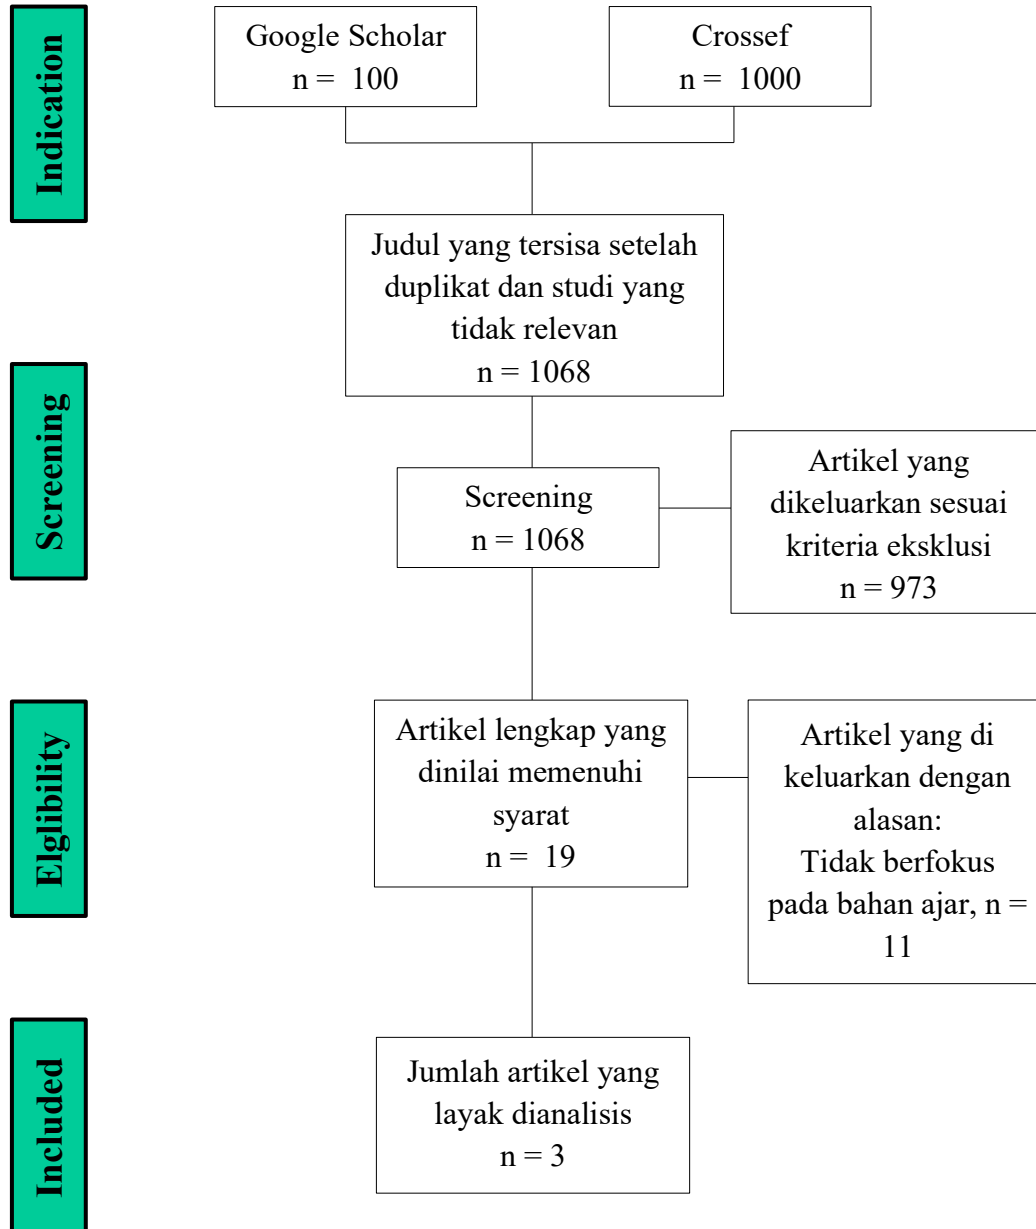 Indication
Google Scholar
n = 100
Crossef
n = 1000
Judul yang tersisa setelah
duplikat dan studi yang
tidak relevan
n = 1068
Screening
Screening
n = 1068
Artikel yang
dikeluarkan sesuai
kriteria eksklusi
n = 973
Elglibility
Artikel lengkap yang
dinilai memenuhi
syarat
n = 19
Artikel yang di
keluarkan dengan
alasan:
Tidak berfokus
pada bahan ajar, n =
11
Included
Jumlah artikel yang
layak dianalisis
n = 3